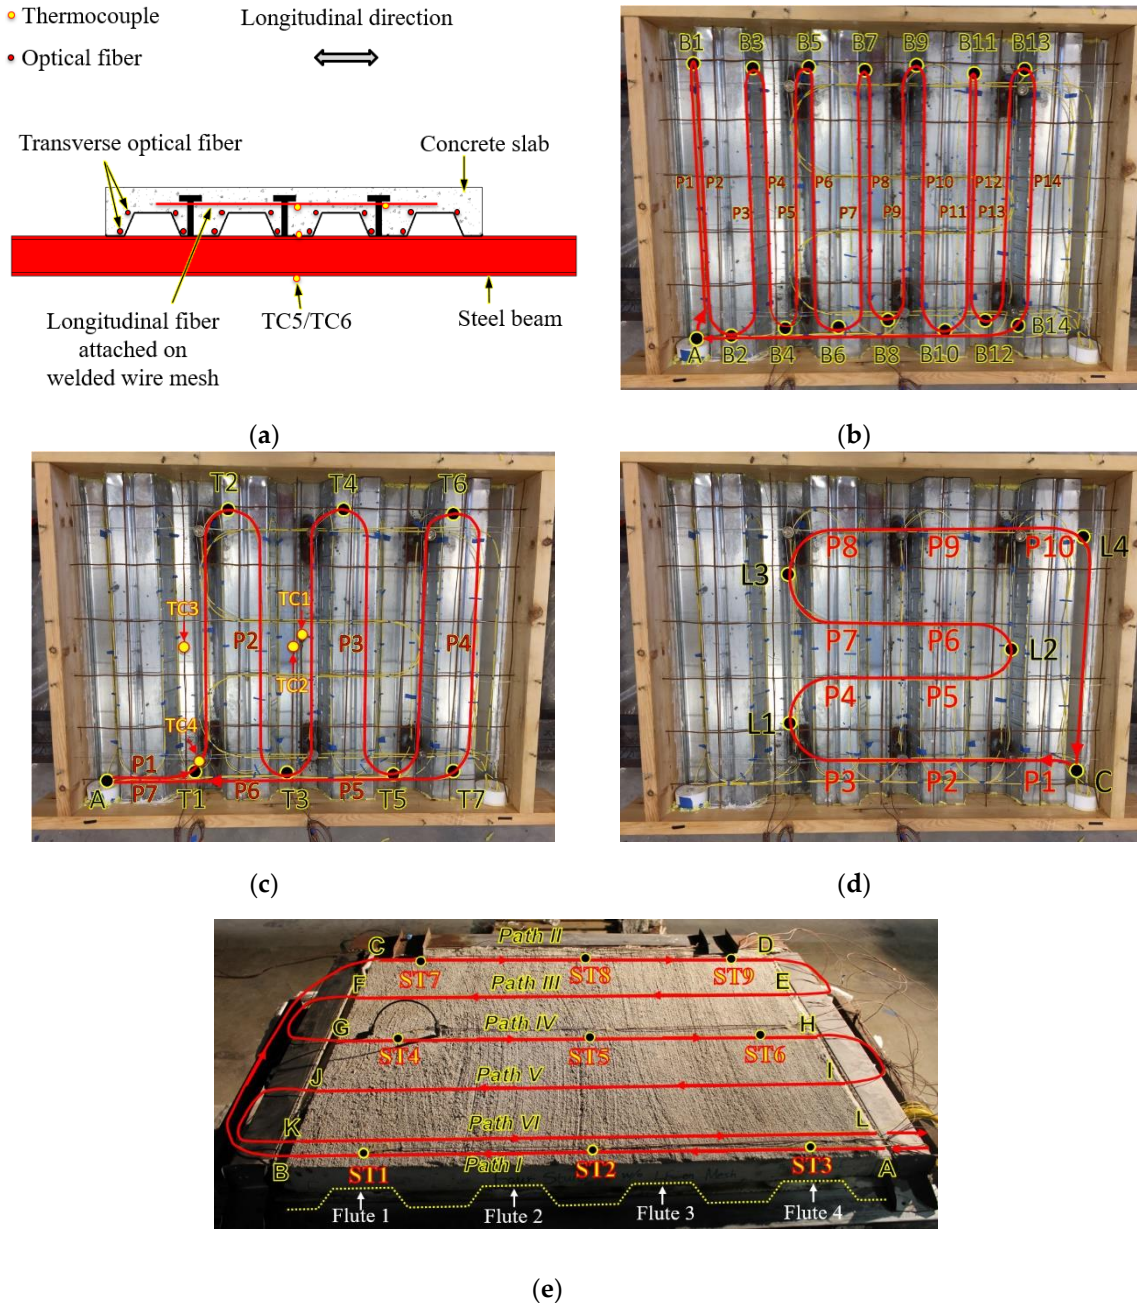 Thermocouple
Optical fiber
Longitudinal direction
Transverse optical fiber
Concrete slab
Longitudinal fiber
attached on
welded wire mesh
TC5/TC6
Steel beam
(a)
B1 B3 B5 B7 B9 B11 B13
P1 P2 P4 P6 P8 P10 P12 P14
P3 P5 P7 P9 P11 P13
A B2 B4 B6 B8 B10 B12 B14
(b)
T2 T4 T6
TC3 TC1
P2 P3 P4
TC2
TC4
P1
A P7 T1 P6 T3 P5 T5 T7
(c)
P8 P9 P10 L4
L3
P7 P6 L2
P4 P5
L1
P3 P2 P1 C
(d)
C Path II D
ST7 ST8 ST9
F Path III E
G Path IV H
ST4 ST5 ST6
J Path V I
K Path VI L
B ST1 Path I ST2 ST3 A
Flute 1 Flute 2 Flute 3 Flute 4
(e)